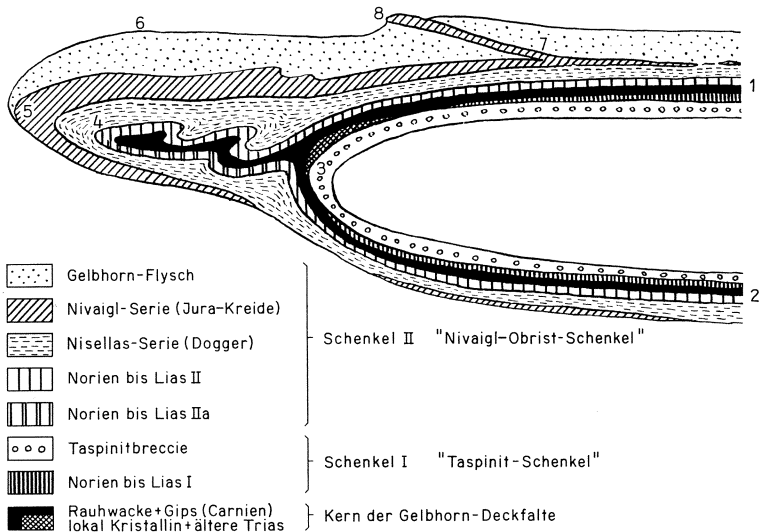 8
6
7
1
5
4
3
2
Gelbhorn-Flysch
Nivaigl-Serie (Jura-Kreide)
Nisellas-Serie (Dogger)
Schenkel II "Nivaigl-Obrist-Schenkel"
Norien bis Lias II
Norien bis Lias IIa
Taspinitbreccie
Schenkel I "Taspinit-Schenkel"
Norien bis Lias I
Rauhwacke+Gips (Carnien)
lokal Kristallin+ältere Trias
Kern der Gelbhorn-Deckfalte